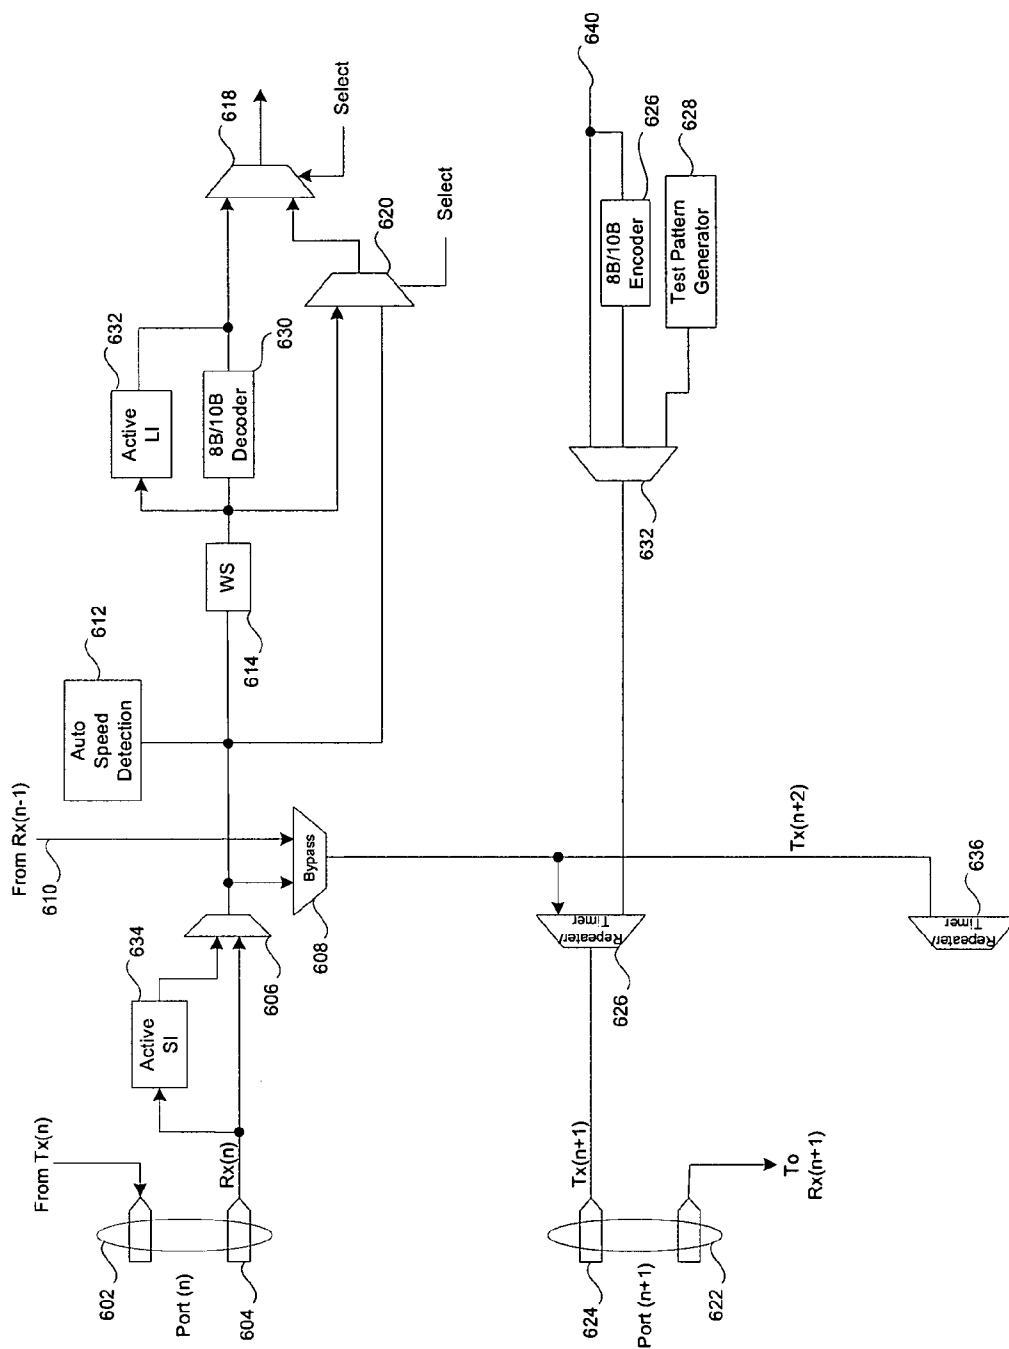 From Tx(n)
602
Port (n)
604
Rx(n)
Active
SI
634
606
From Rx(n-1)
610
Bypass
608
Auto
Speed
Detection
612
WS
614
Active
LI
632
8B/10B
Decoder
630
618
Select
620
Select
640
8B/10B
Encoder
626
Test Pattern
Generator
628
632
Repeater/
Timer
626
Tx(n+2)
Repeater/
Timer
636
Tx(n+1)
624
Port (n+1)
622
To
Rx(n+1)